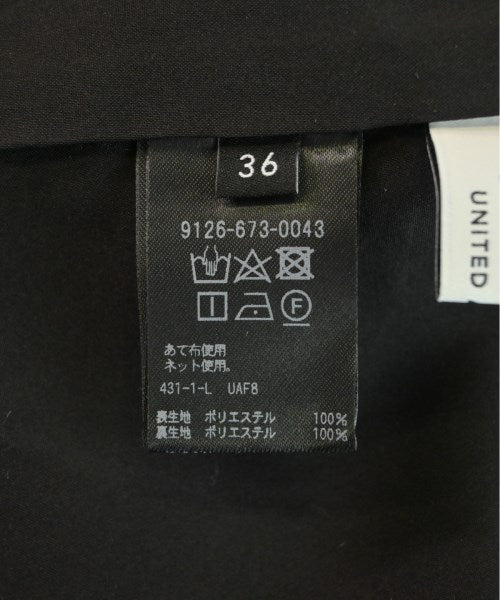 36
9126-673-0043
F
あて布使用
ネット使用。
431-1-L UAF8
表生地 ポリエステル 100%
裏生地 ポリエステル 100%
UNITED